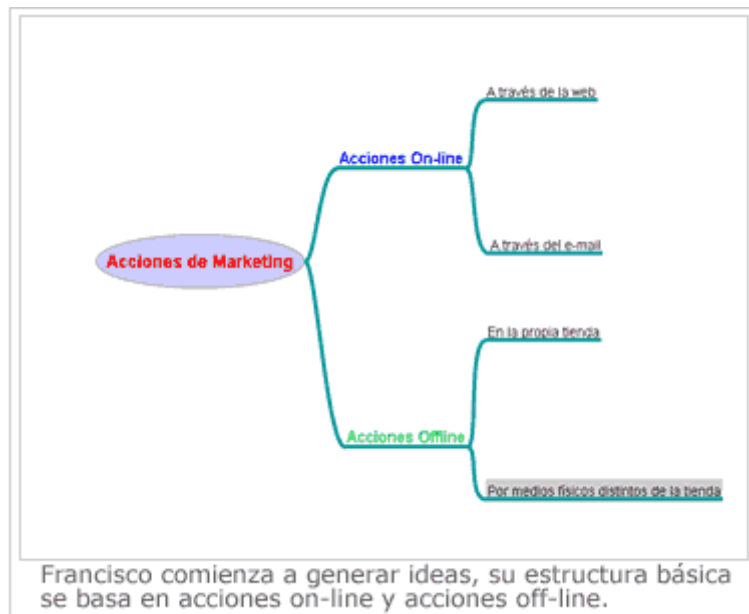 A través de la web
Acciones On-line
A través del e-mail
Acciones de Marketing
En la propia tienda
Acciones Offline
Por medios físicos distintos de la tienda
Francisco comienza a generar ideas, su estructura básica
se basa en acciones on-line y acciones off-line.